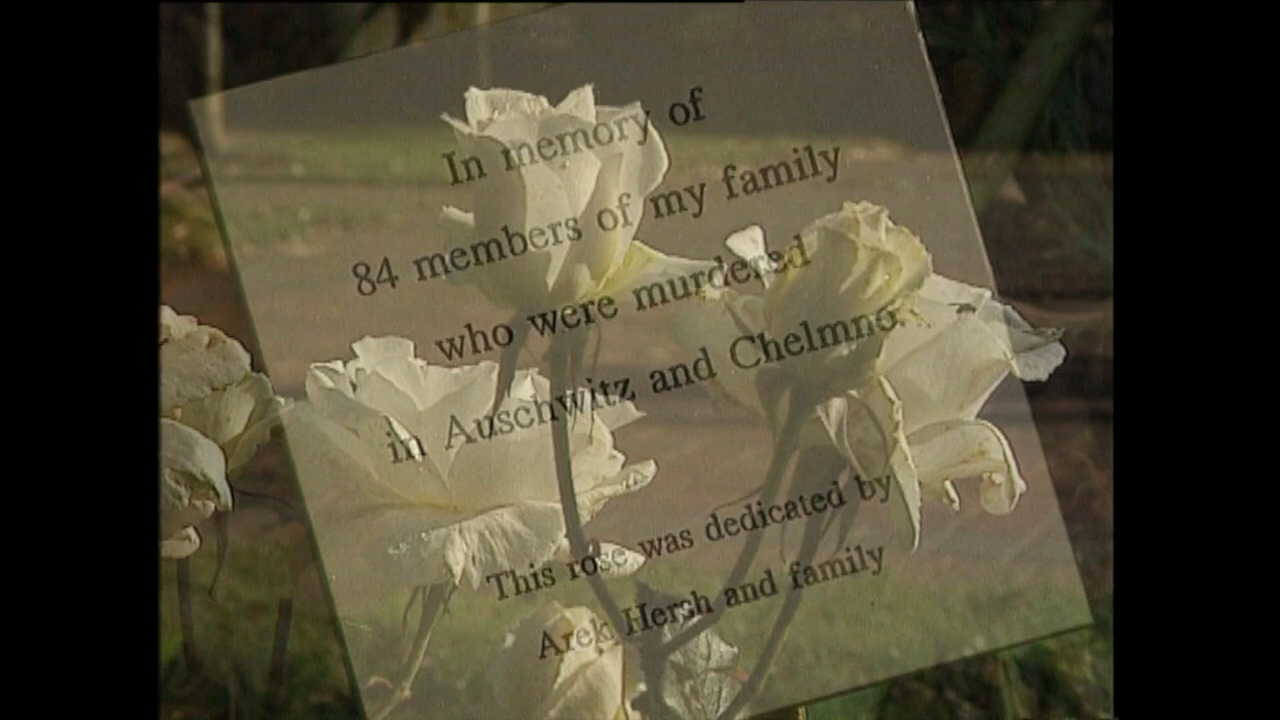 In memory of
84 members of my family
who were murdered
in Auschwitz and Chelmno.
This rose was dedicated by
Arek Hersh and family